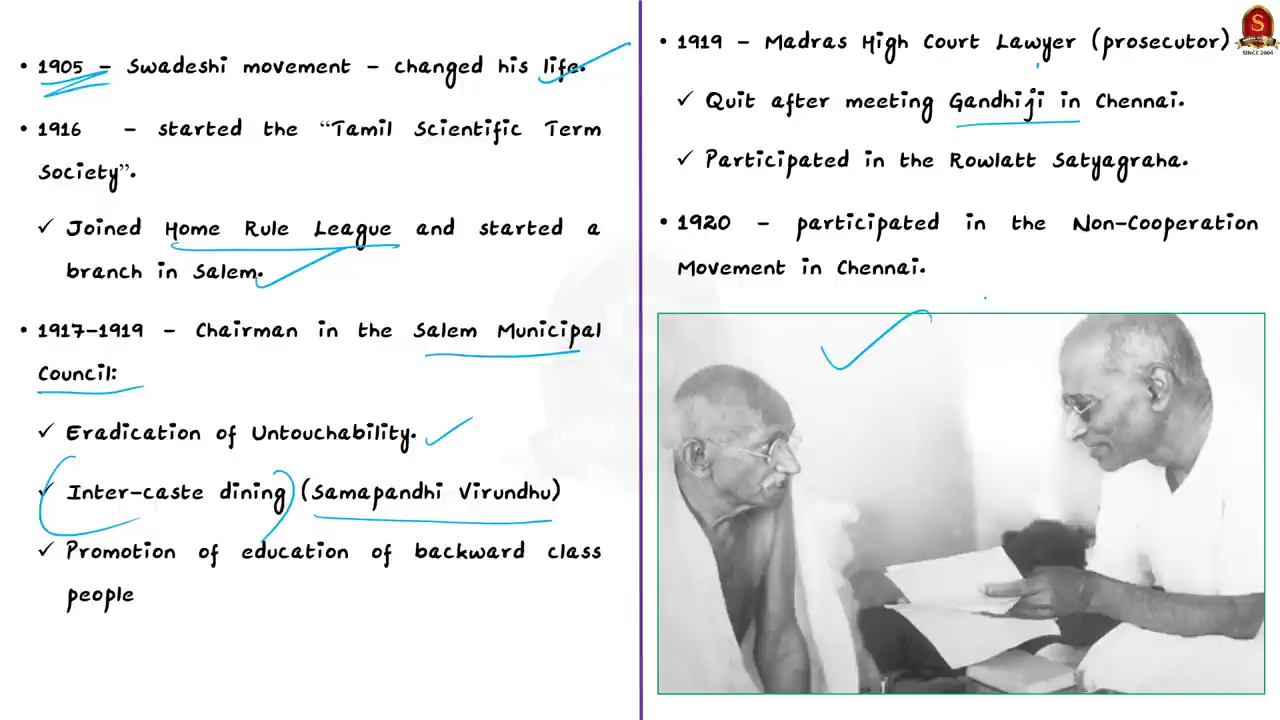 • 1905 – Swadeshi movement – changed his life.
• 1916 – started the “Tamil Scientific Term
Society”.
✓ Joined Home Rule League and started a
branch in Salem.
• 1917-1919 – Chairman in the Salem Municipal
Council:
✓ Eradication of Untouchability.
✓ Inter-caste dining (Samapandhi Virundhu)
✓ Promotion of education of backward class
people
• 1919 – Madras High Court Lawyer (prosecutor)
✓ Quit after meeting Gandhiji in Chennai.
✓ Participated in the Rowlatt Satyagraha.
• 1920 – participated in the Non-Cooperation
Movement in Chennai.
S
SINCE 2004